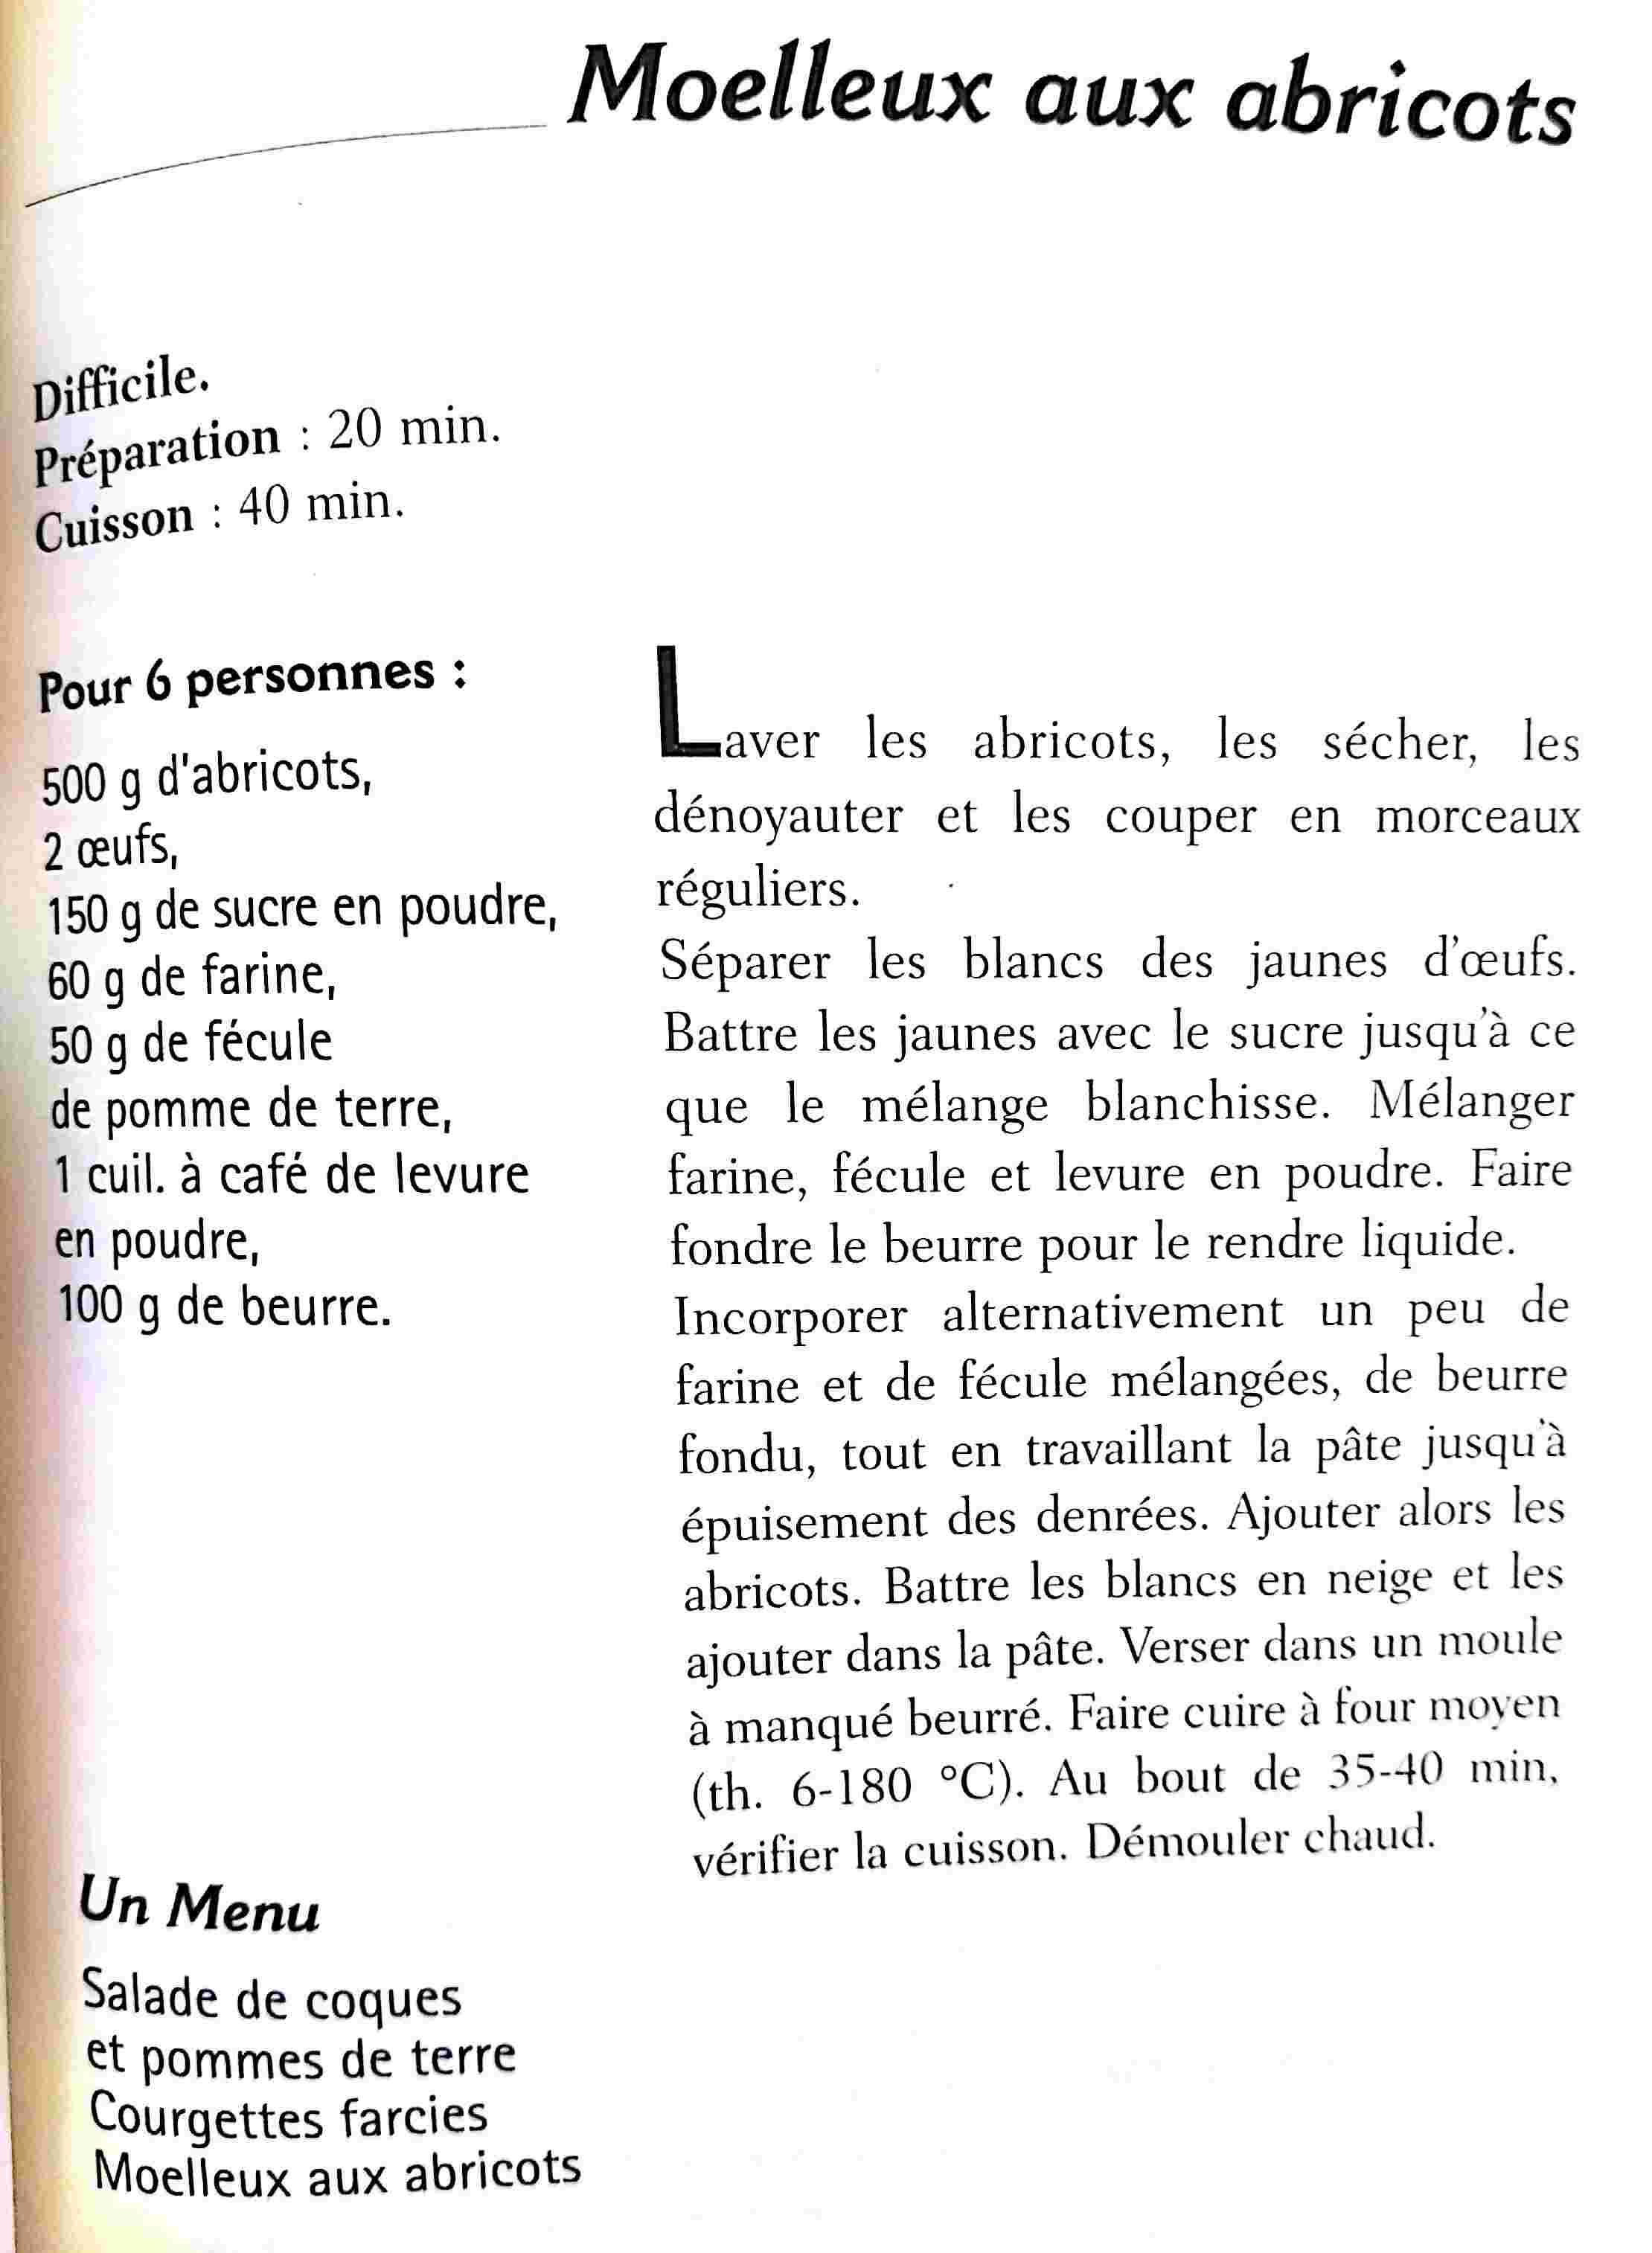 Moelleux aux abricots
Difficile.
Préparation : 20 min.
Cuisson : 40 min.
Pour 6 personnes :
500 g d'abricots,
2 œufs,
150 g de sucre en poudre,
60 g de farine,
50 g de fécule
de pomme de terre,
1 cuil. à café de levure
en poudre,
100 g de beurre.
Laver les abricots, les sécher, les
dénoyauter et les couper en morceaux
réguliers.
Séparer les blancs des jaunes d'œufs.
Battre les jaunes avec le sucre jusqu'à ce
que le mélange blanchisse. Mélanger
farine, fécule et levure en poudre. Faire
fondre le beurre pour le rendre liquide.
Incorporer alternativement un peu de
farine et de fécule mélangées, de beurre
fondu, tout en travaillant la pâte jusqu'à
épuisement des denrées. Ajouter alors les
abricots. Battre les blancs en neige et les
ajouter dans la pâte. Verser dans un moule
à manqué beurré. Faire cuire à four moyen
(th. 6-180 °C). Au bout de 35-40 min,
vérifier la cuisson. Démouler chaud.
Un Menu
Salade de coques
et pommes de terre
Courgettes farcies
Moelleux aux abricots